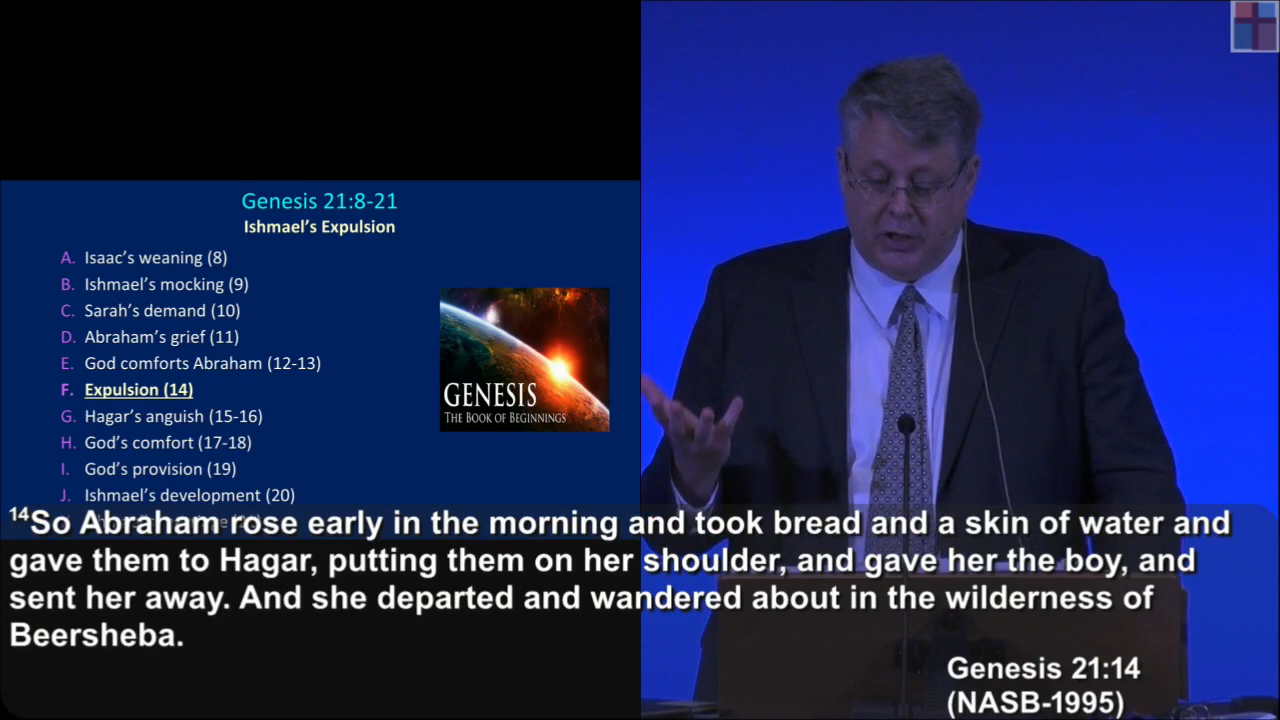 Genesis 21:8-21
Ishmael's Expulsion
A. Isaac's weaning (8)
B. Ishmael's mocking (9)
C. Sarah's demand (10)
D. Abraham's grief (11)
E. God comforts Abraham (12-13)
F. Expulsion (14)
G. Hagar's anguish (15-16)
H. God's comfort (17-18)
I. God's provision (19)
J. Ishmael's development (20)
GENESIS
THE BOOK OF BEGINNINGS
¹⁴So Abraham rose early in the morning and took bread and a skin of water and
gave them to Hagar, putting them on her shoulder, and gave her the boy, and
sent her away. And she departed and wandered about in the wilderness of
Beersheba.
Genesis 21:14
(NASB-1995)